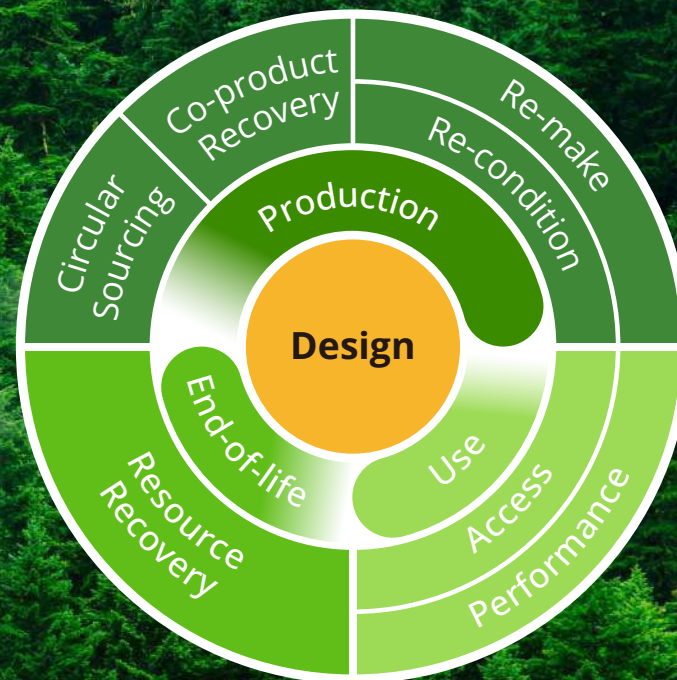 Co-product
Recovery
Re-make
Re-condition
Circular
Sourcing
Production
Design
End-of-life
Use
Resource
Recovery
Access
Performance